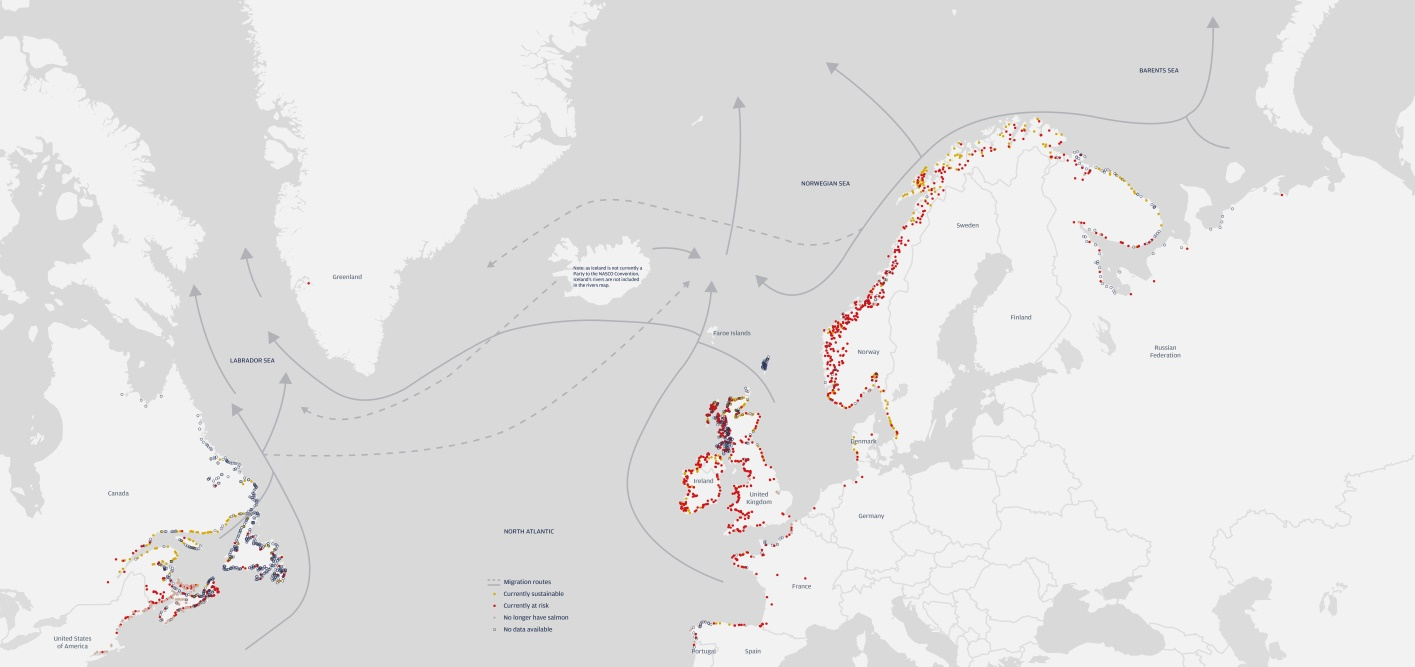 BARENTS SEA
NORWEGIAN SEA
Sweden
Note: as Iceland is not currently a
Party to the NASCO Convention,
Iceland's rivers are not included
in the rivers map.
Greenland
Finland
Faroe Islands
Norway
Russian
Federation
LABRADOR SEA
Denmark
Ireland
Canada
United
Kingdom
Germany
NORTH ATLANTIC
Migration routes
Currently sustainable
Currently at risk
No longer have salmon
No data available
France
United States
of America
Portugal
Spain